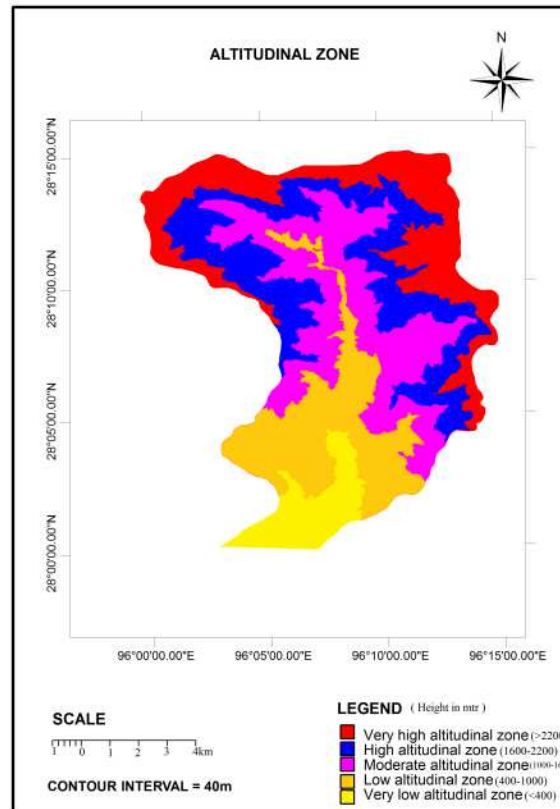 ALTITUDINAL ZONE
N
28°15'00.00"N
28°10'00.00"N
28°05'00.00"N
28°00'00.00"N
96°00'00.00"E 96°05'00.00"E 96°10'00.00"E 96°15'00.00"E
SCALE
1 0 1 2 3 4km
CONTOUR INTERVAL = 40m
LEGEND ( Height in mtr )
Very high altitudinal zone (>2200
High altitudinal zone (1600-2200)
Moderate altitudinal zone (1000-16
Low altitudinal zone (400-1000)
Very low altitudinal zone (<400)